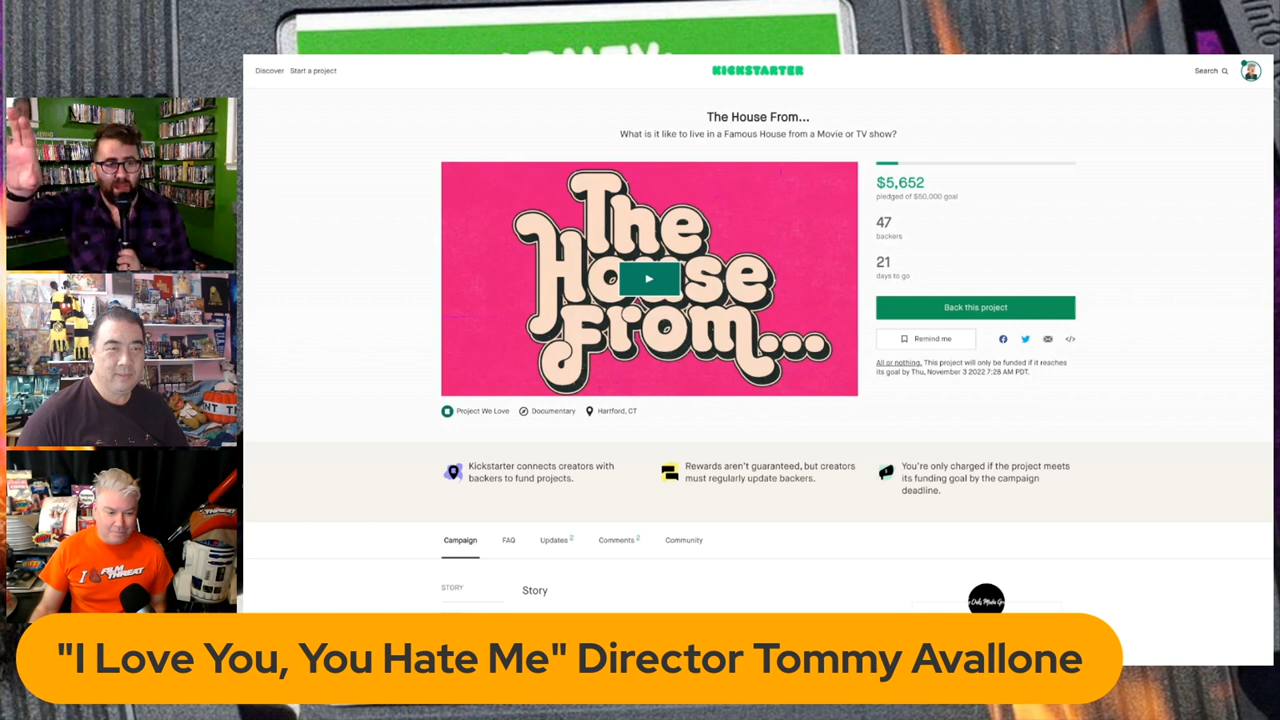 Discover Start a project
KICKSTARTER
Search
The House From...
What is it like to live in a Famous House from a Movie or TV show?
The
House
From...
$5,652
pledged of $50,000 goal
47
backers
21
days to go
Back this project
Remind me
All or nothing. This project will only be funded if it reaches
its goal by Thu, November 3 2022 7:28 AM PDT.
Project We Love Documentary Hartford, CT
Kickstarter connects creators with
backers to fund projects.
Rewards aren't guaranteed, but creators
must regularly update backers.
You're only charged if the project meets
its funding goal by the campaign
deadline.
Campaign FAQ Updates 2 Comments 2 Community
STORY
Story
I FILM
THREAT
"I Love You, You Hate Me" Director Tommy Avallone